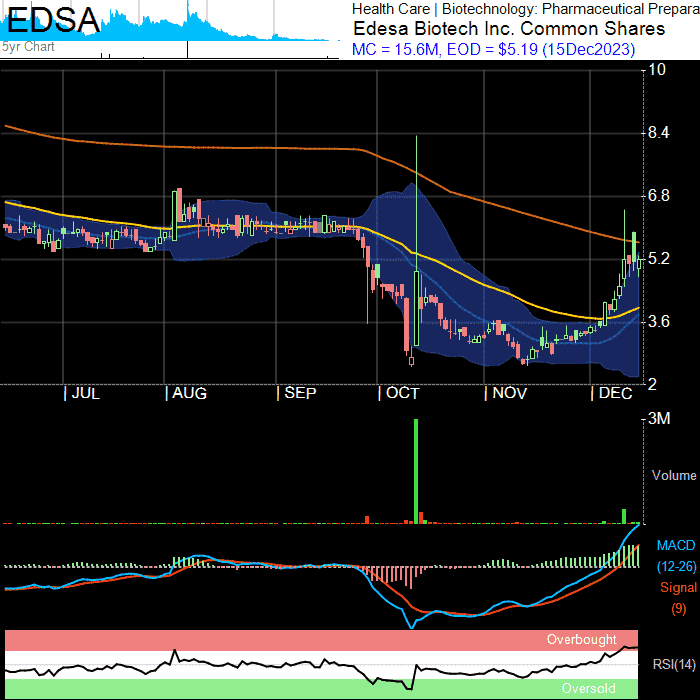 EDSA
5yr Chart
Health Care | Biotechnology: Pharmaceutical Prepara
Edesa Biotech Inc. Common Shares
MC = 15.6M, EOD = $5.19 (15Dec2023)
10
8.4
6.8
5.2
3.6
2
| JUL | AUG | SEP | OCT | NOV | DEC
3M
Volume
MACD
(12-26)
Signal
(9)
Overbought
RSI(14)
Oversold